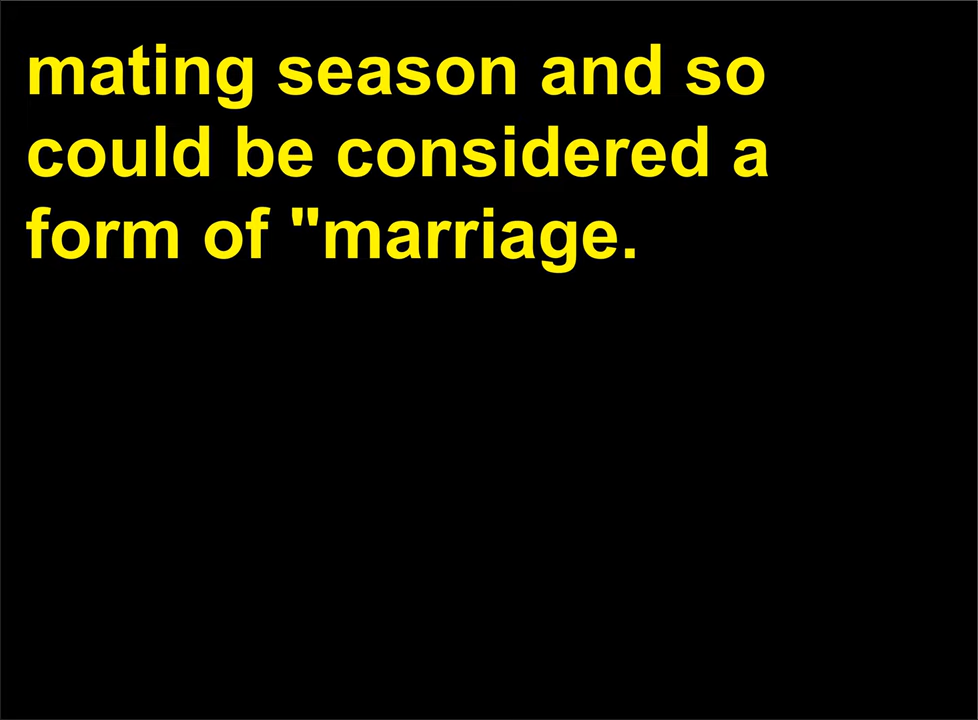 mating season and so
could be considered a
form of "marriage.